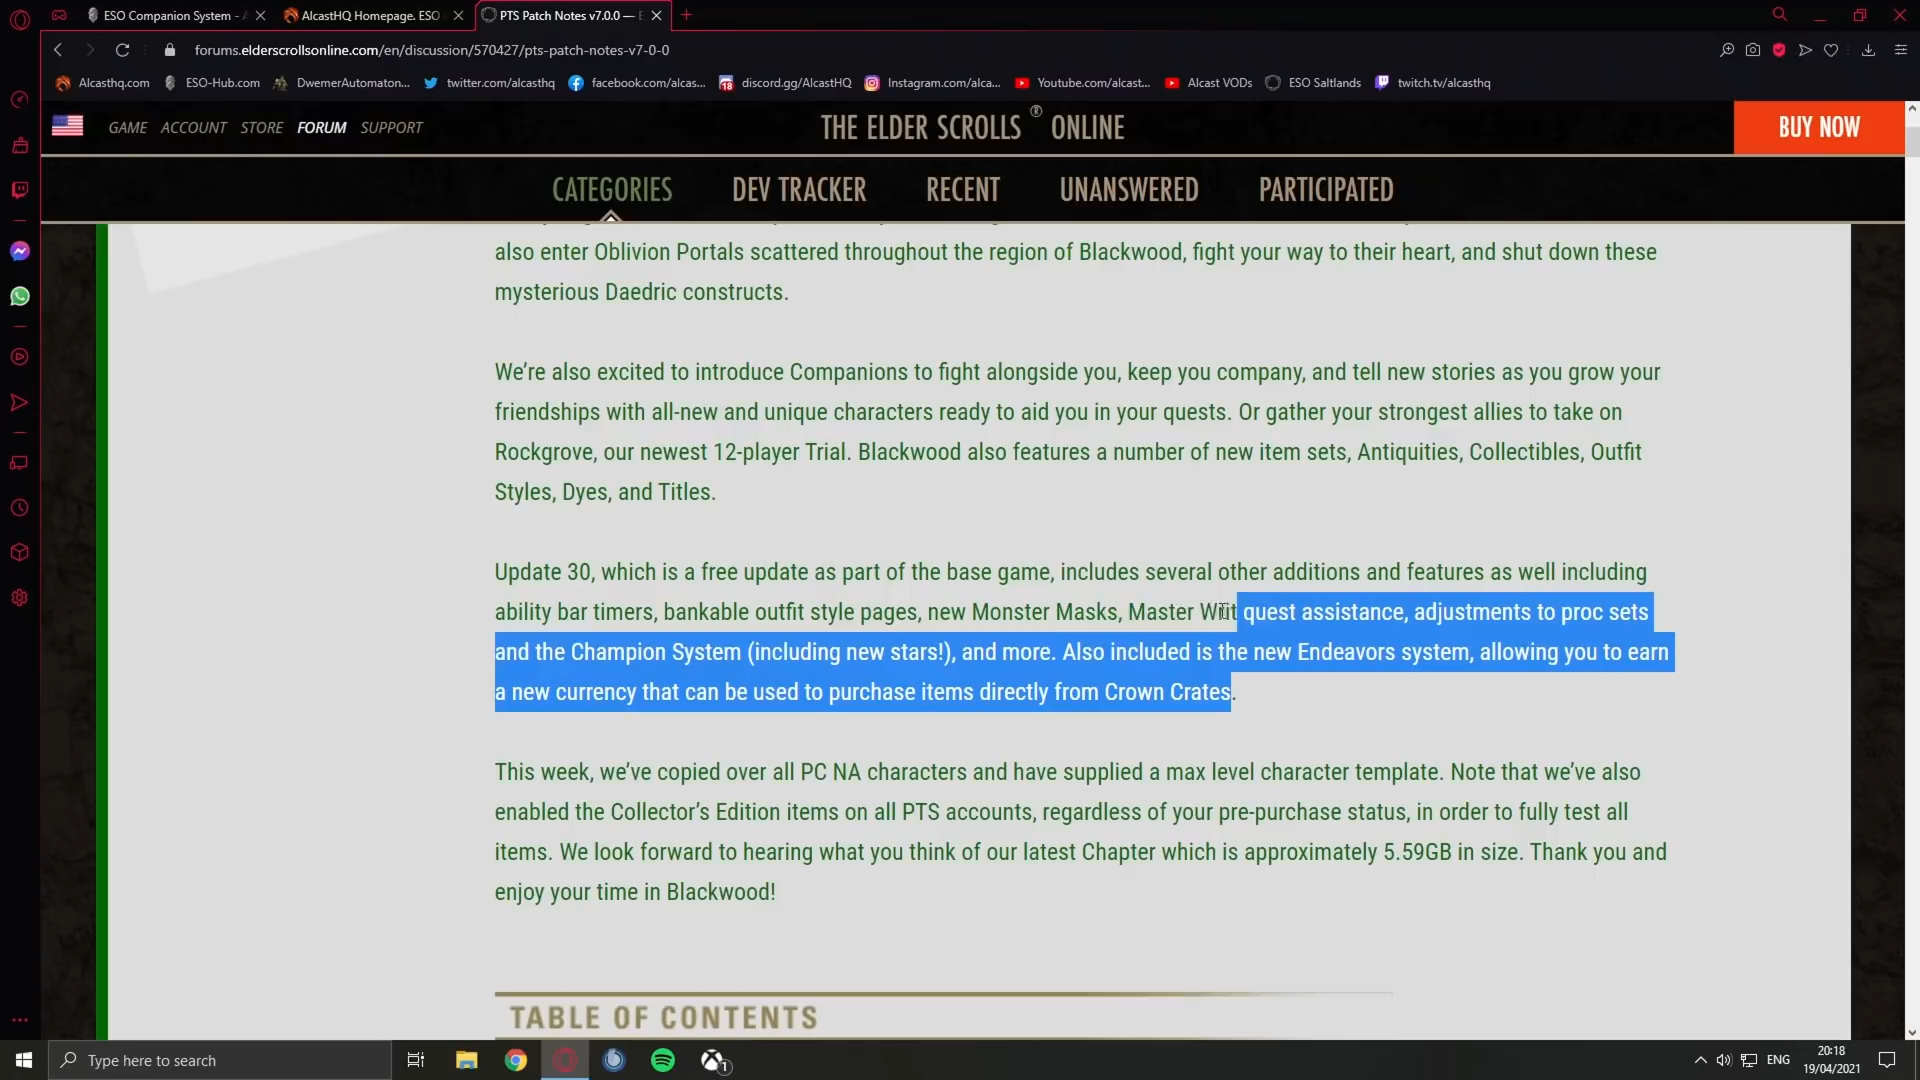 ESO Companion System -
AlcastHQ Homepage. ESO
PTS Patch Notes v7.0.0 —
forums.elderscrollsonline.com/en/discussion/570427/pts-patch-notes-v7-0-0
Alcasthq.com
ESO-Hub.com
DwemerAutomaton...
twitter.com/alcasthq
facebook.com/alcas...
18
discord.gg/AlcastHQ
Instagram.com/alca...
Youtube.com/alcast...
Alcast VODs
ESO Saltlands
twitch.tv/alcasthq
GAME ACCOUNT STORE FORUM SUPPORT
THE ELDER SCROLLS ® ONLINE
BUY NOW
CATEGORIES DEV TRACKER RECENT UNANSWERED PARTICIPATED
also enter Oblivion Portals scattered throughout the region of Blackwood, fight your way to their heart, and shut down these
mysterious Daedric constructs.
We’re also excited to introduce Companions to fight alongside you, keep you company, and tell new stories as you grow your
friendships with all-new and unique characters ready to aid you in your quests. Or gather your strongest allies to take on
Rockgrove, our newest 12-player Trial. Blackwood also features a number of new item sets, Antiquities, Collectibles, Outfit
Styles, Dyes, and Titles.
Update 30, which is a free update as part of the base game, includes several other additions and features as well including
ability bar timers, bankable outfit style pages, new Monster Masks, Master Writ quest assistance, adjustments to proc sets
and the Champion System (including new stars!), and more. Also included is the new Endeavors system, allowing you to earn
a new currency that can be used to purchase items directly from Crown Crates.
This week, we’ve copied over all PC NA characters and have supplied a max level character template. Note that we’ve also
enabled the Collector’s Edition items on all PTS accounts, regardless of your pre-purchase status, in order to fully test all
items. We look forward to hearing what you think of our latest Chapter which is approximately 5.59GB in size. Thank you and
enjoy your time in Blackwood!
TABLE OF CONTENTS
Type here to search
1
ENG
20:18
19/04/2021